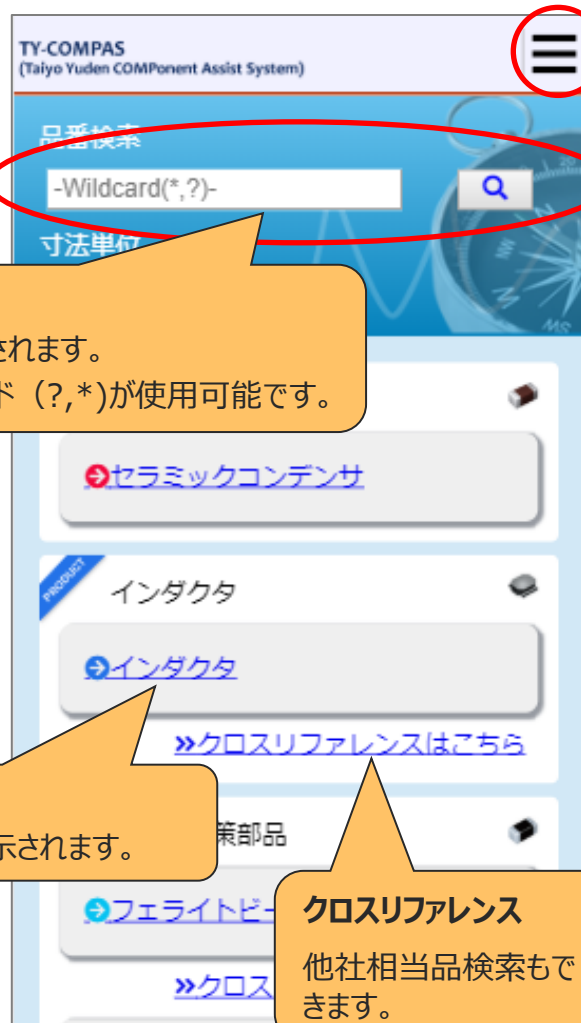 TY-COMPAS
(Taiyo Yuden COMPonent Assist System)
品番検索
-Wildcard(*,?)-
寸法単位
されます。
ド（?,*)が使用可能です。
セラミックコンデンサ
PRODUCT
インダクタ
インダクタ
»クロスリファレンスはこちら
示されます。
策部品
フェライトビー
»クロス
クロスリファレンス
他社相当品検索もで
きます。